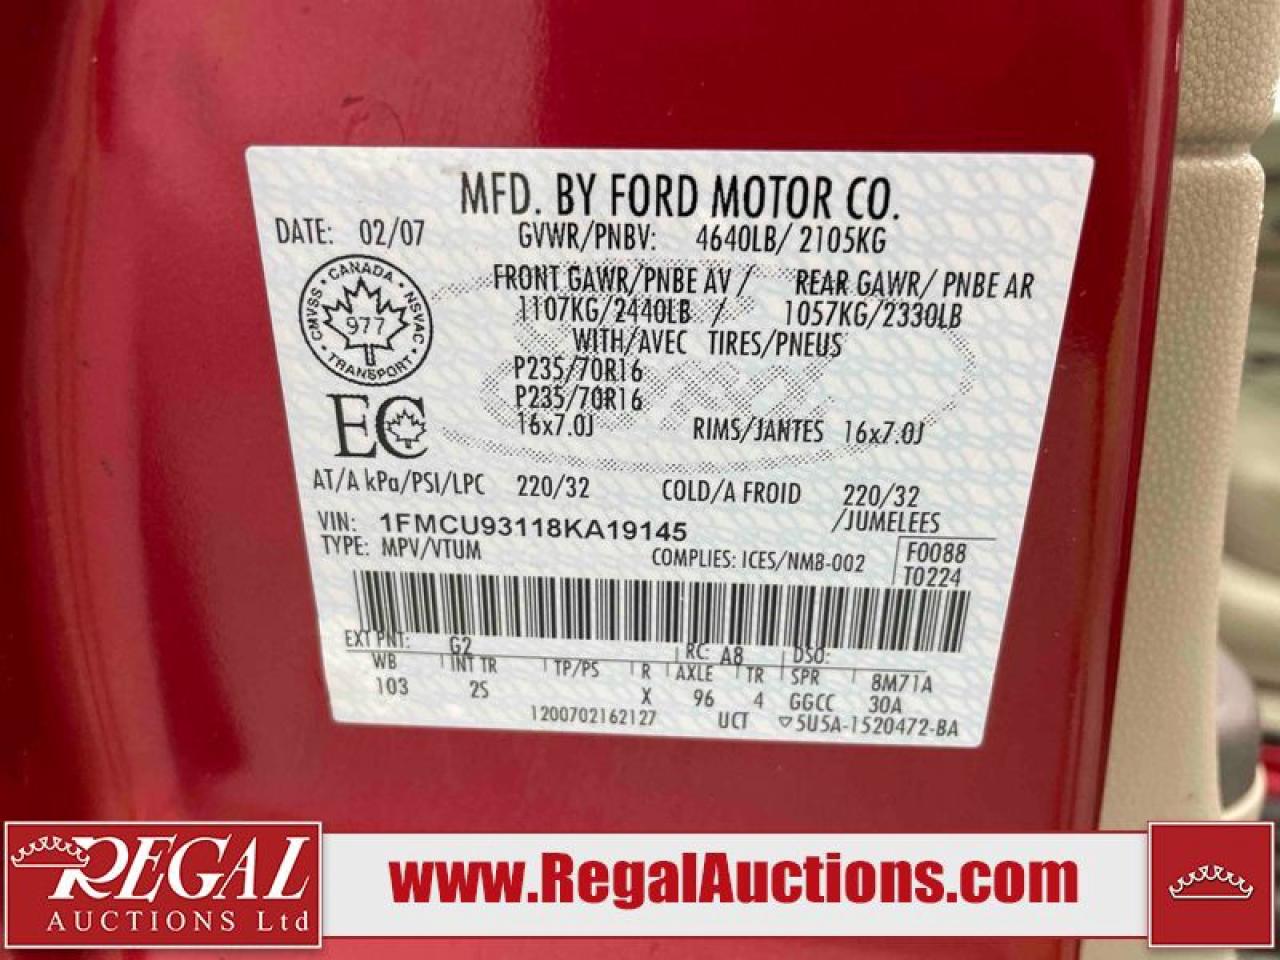 MFD. BY FORD MOTOR CO.
DATE: 02/07 GVWR/PNBV: 4640LB/ 2105KG
FRONT GAWR/PNBE AV / REAR GAWR/ PNBE AR
1107KG/2440LB / 1057KG/2330LB
WITH/AVEC TIRES/PNEUS
P235/70R16
P235/70R16
16x7.0J RIMS/JANTES 16x7.0J
CANADA
CMVSS 977 NSVAC
TRANSPORT
EC
AT/A kPa/PSI/LPC 220/32 COLD/A FROID 220/32
/JUMELEES
VIN: 1FMCU93118KA19145
TYPE: MPV/VTUM COMPLIES: ICES/NMB-002
F0088
T0224
EXT PNT: G2 RC: A8 DSO:
WB INT TR TP/PS R AXLE TR SPR 8M71A
103 2S X 96 4 GGCC 30A
1200702162127 UCT ▽5U5A-1520472-BA
REGAL
AUCTIONS Ltd
www.RegalAuctions.com